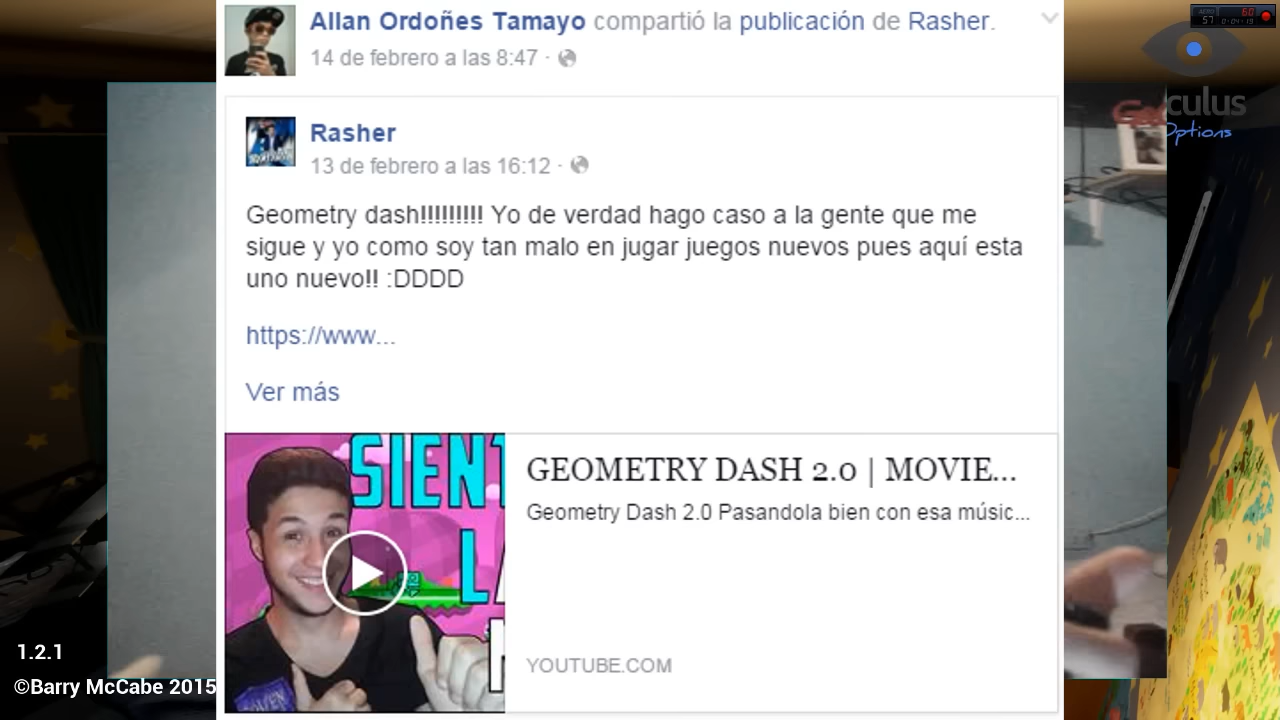 Allan Ordoñes Tamayo compartió la publicación de Rasher.
14 de febrero a las 8:47 ·
Rasher
13 de febrero a las 16:12 ·
Geometry dash!!!!!!!!! Yo de verdad hago caso a la gente que me
sigue y yo como soy tan malo en jugar juegos nuevos pues aquí esta
uno nuevo!! :DDDD
https://www...
Ver más
SIENT
LA
GEOMETRY DASH 2.0 | MOVIE...
Geometry Dash 2.0 Pasandola bien con esa músic...
YOUTUBE.COM
60
57
culus
Options
1.2.1
©Barry McCabe 2015